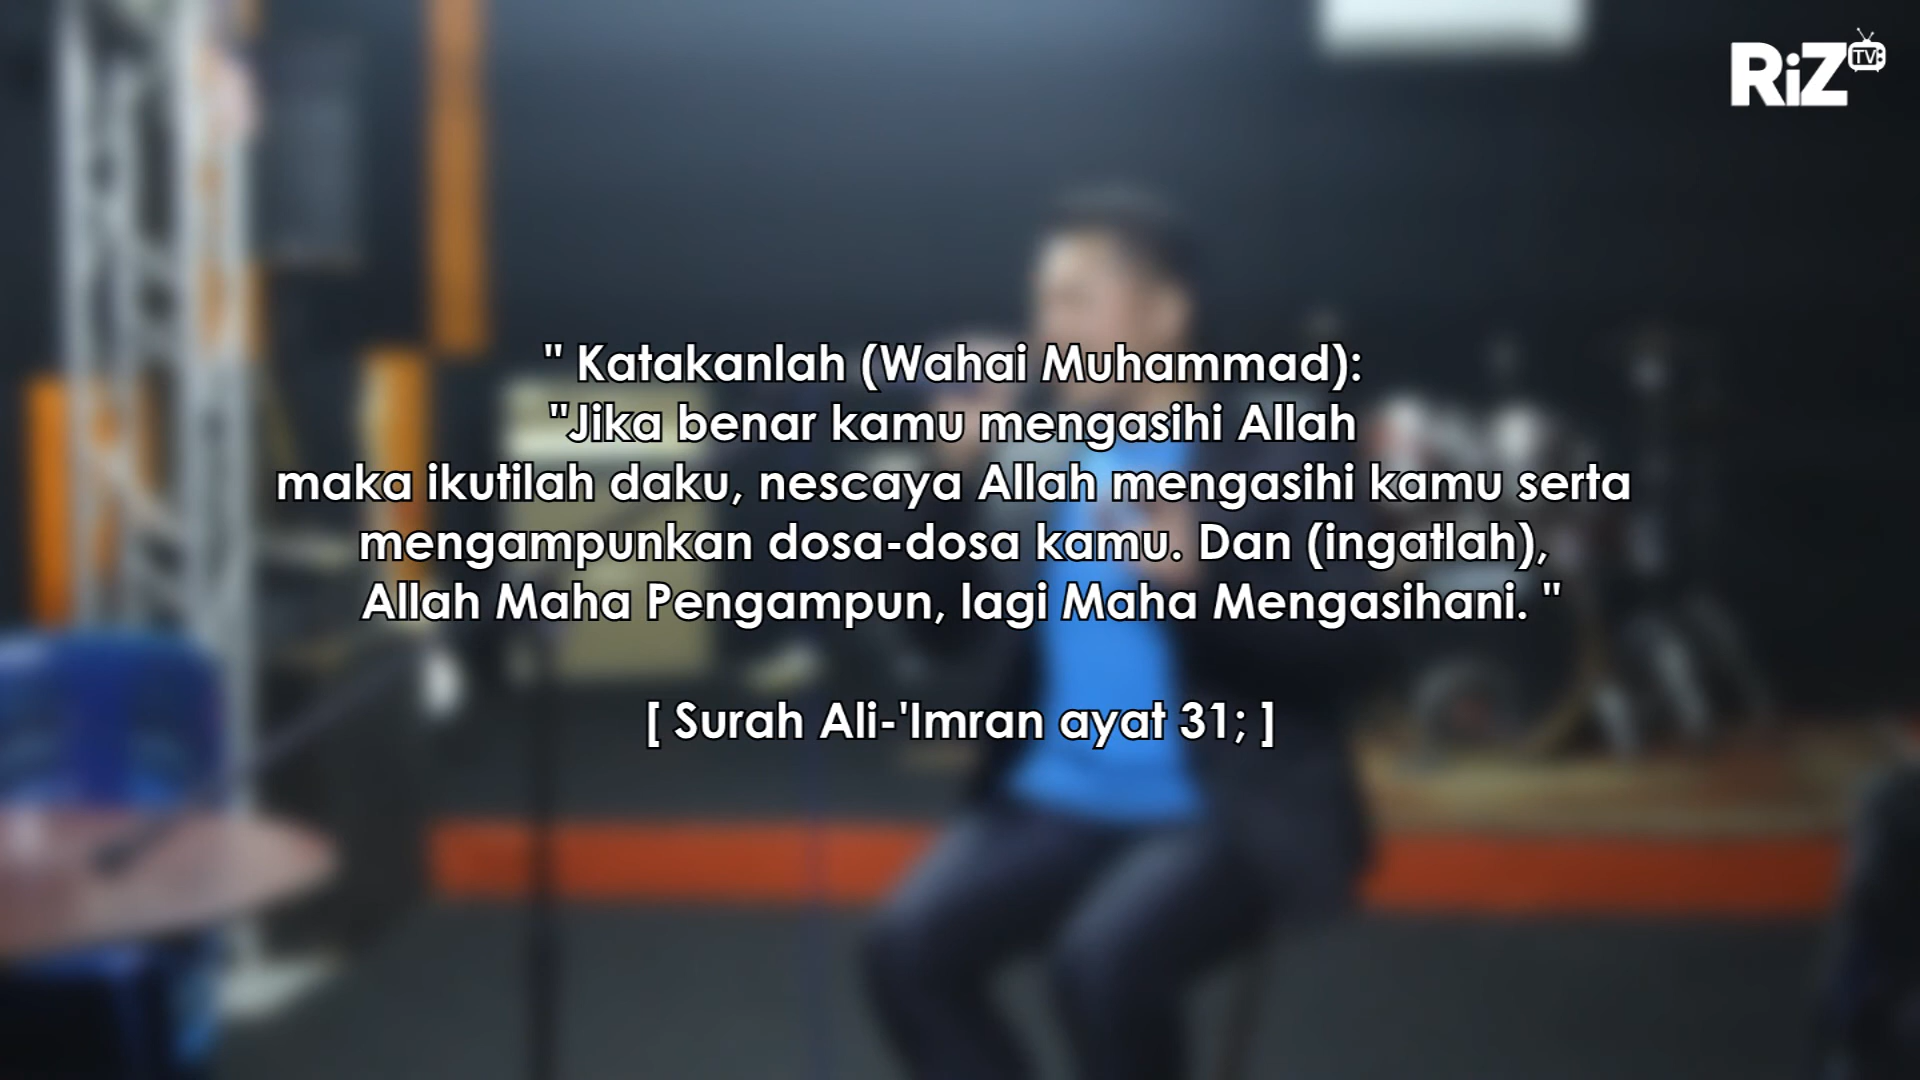 RiZ TV
" Katakanlah (Wahai Muhammad):
"Jika benar kamu mengasihi Allah
maka ikutilah daku, nescaya Allah mengasihi kamu serta
mengampunkan dosa-dosa kamu. Dan (ingatlah),
Allah Maha Pengampun, lagi Maha Mengasihani. "
[ Surah Ali-'Imran ayat 31; ]